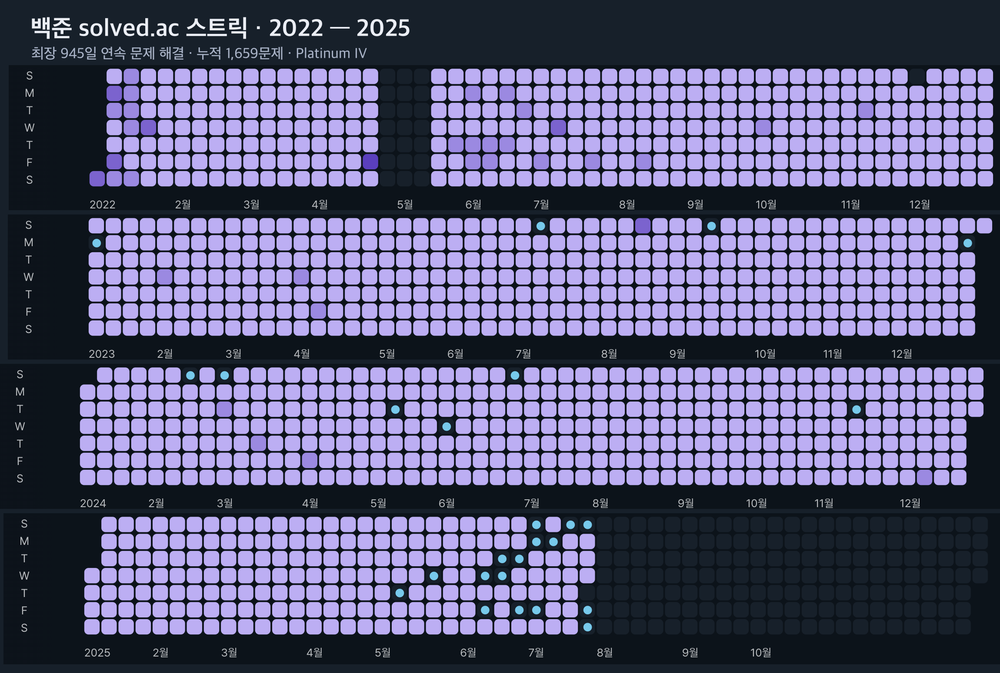 백준 solved.ac 스트릭 · 2022 — 2025
최장 945일 연속 문제 해결 · 누적 1,659문제 · Platinum IV
S
M
T
W
T
F
S
2022 2월 3월 4월 5월 6월 7월 8월 9월 10월 11월 12월
S
M
T
W
T
F
S
2023 2월 3월 4월 5월 6월 7월 8월 9월 10월 11월 12월
S
M
T
W
T
F
S
2024 2월 3월 4월 5월 6월 7월 8월 9월 10월 11월 12월
S
M
T
W
T
F
S
2025 2월 3월 4월 5월 6월 7월 8월 9월 10월